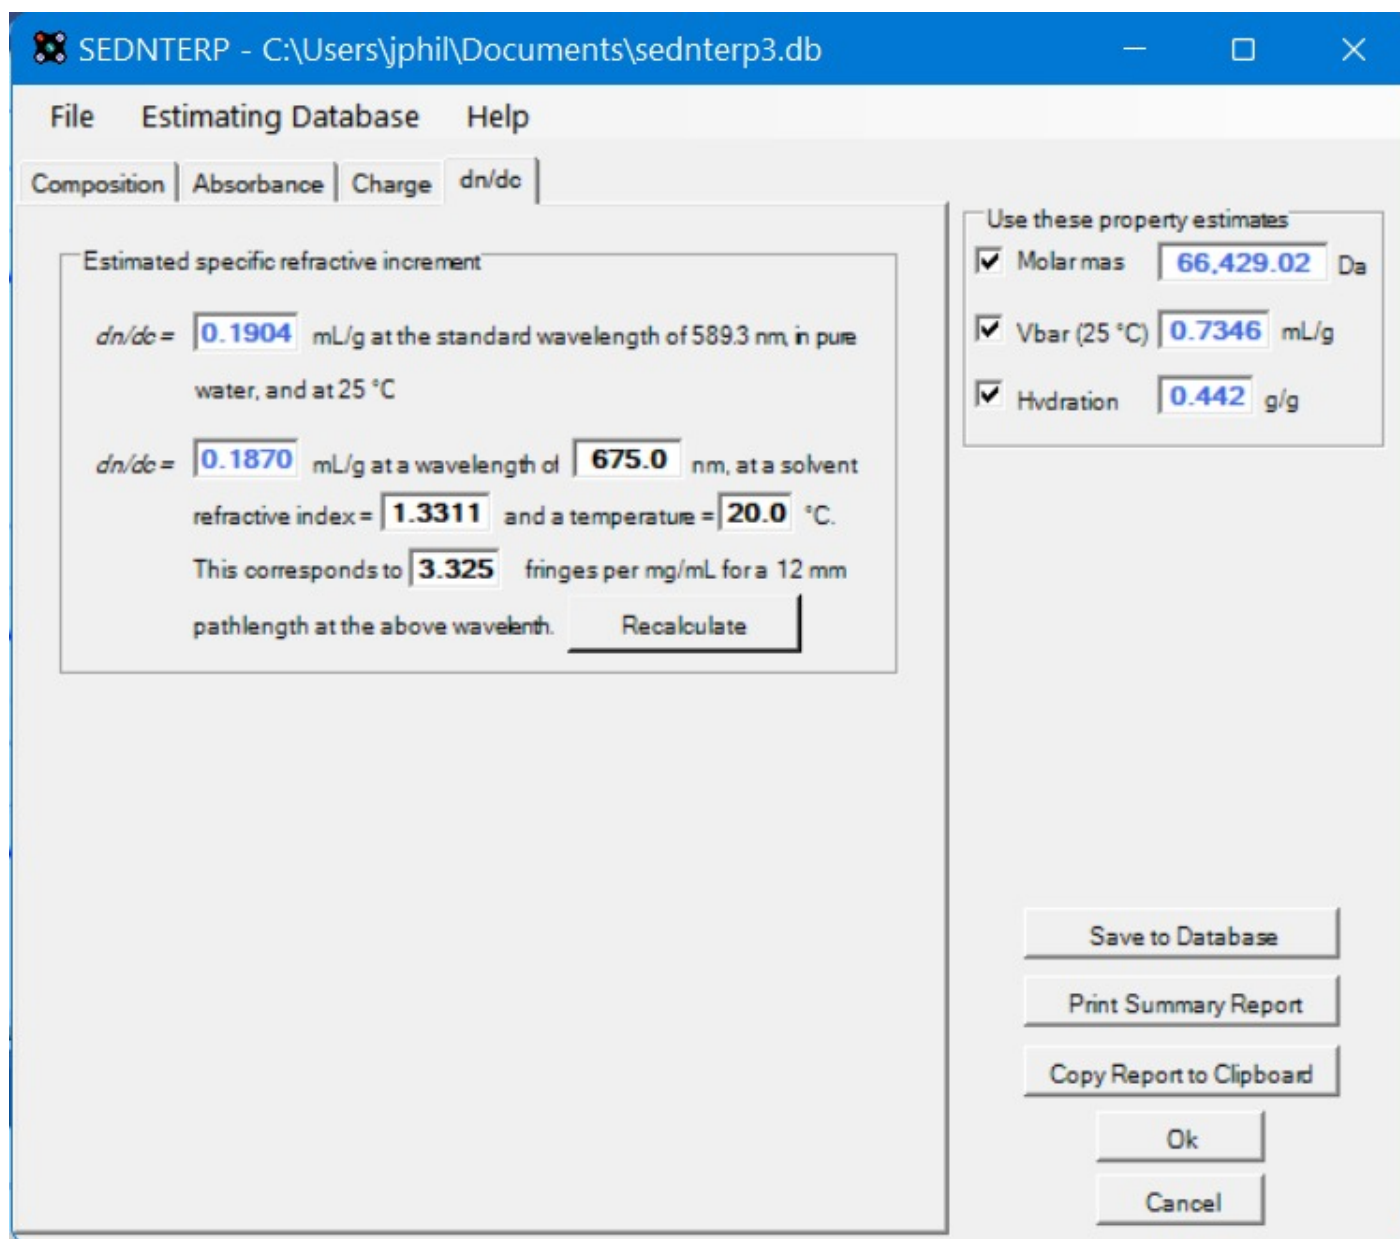 SEDNTERP - C:\Users\jphil\Documents\sednterp3.db
File Estimating Database Help
Composition Absorbance Charge dn/dc
Estimated specific refractive increment
dn/dc = 0.1904 mL/g at the standard wavelength of 589.3 nm, in pure
water, and at 25 °C
dn/dc = 0.1870 mL/g at a wavelength of 675.0 nm, at a solvent
refractive index = 1.3311 and a temperature = 20.0 °C.
This corresponds to 3.325 fringes per mg/mL for a 12 mm
pathlength at the above wavelenth. Recalculate
Use these property estimates
Molar mas 66,429.02 Da
Vbar (25 °C) 0.7346 mL/g
Hydration 0.442 g/g
Save to Database
Print Summary Report
Copy Report to Clipboard
Ok
Cancel